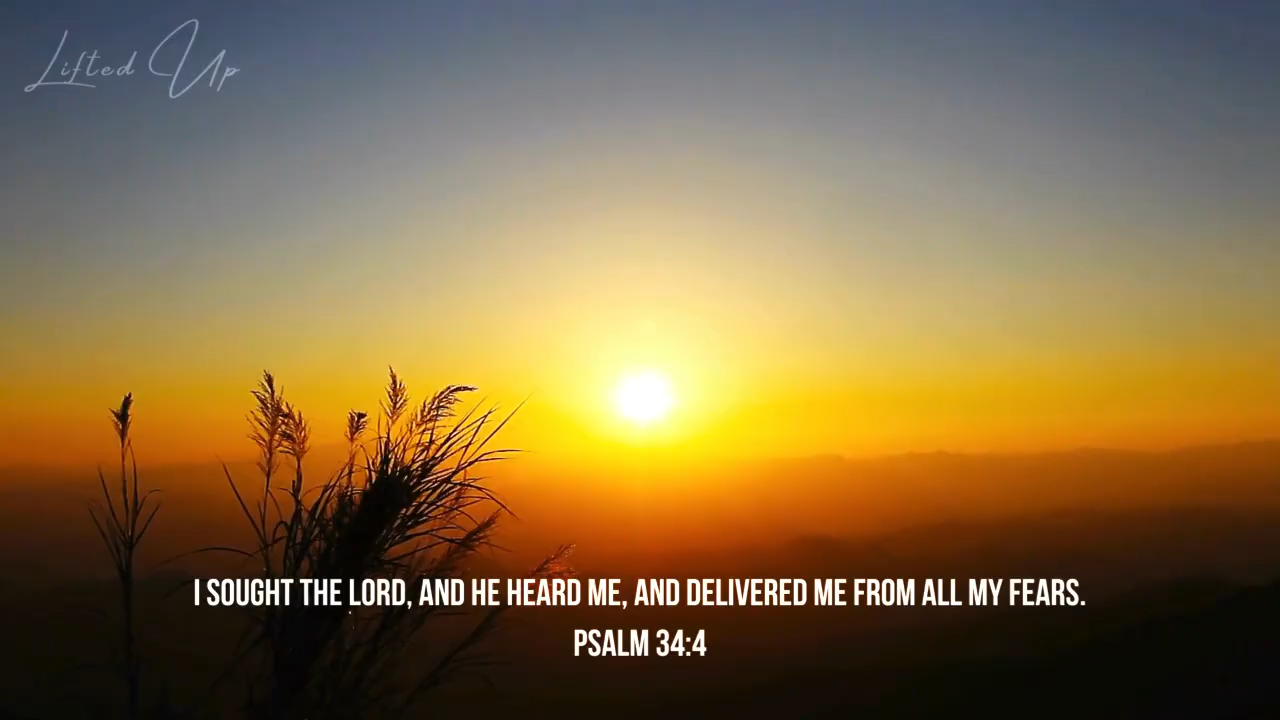 Lifted Up
I SOUGHT THE LORD, AND HE HEARD ME, AND DELIVERED ME FROM ALL MY FEARS.
PSALM 34:4